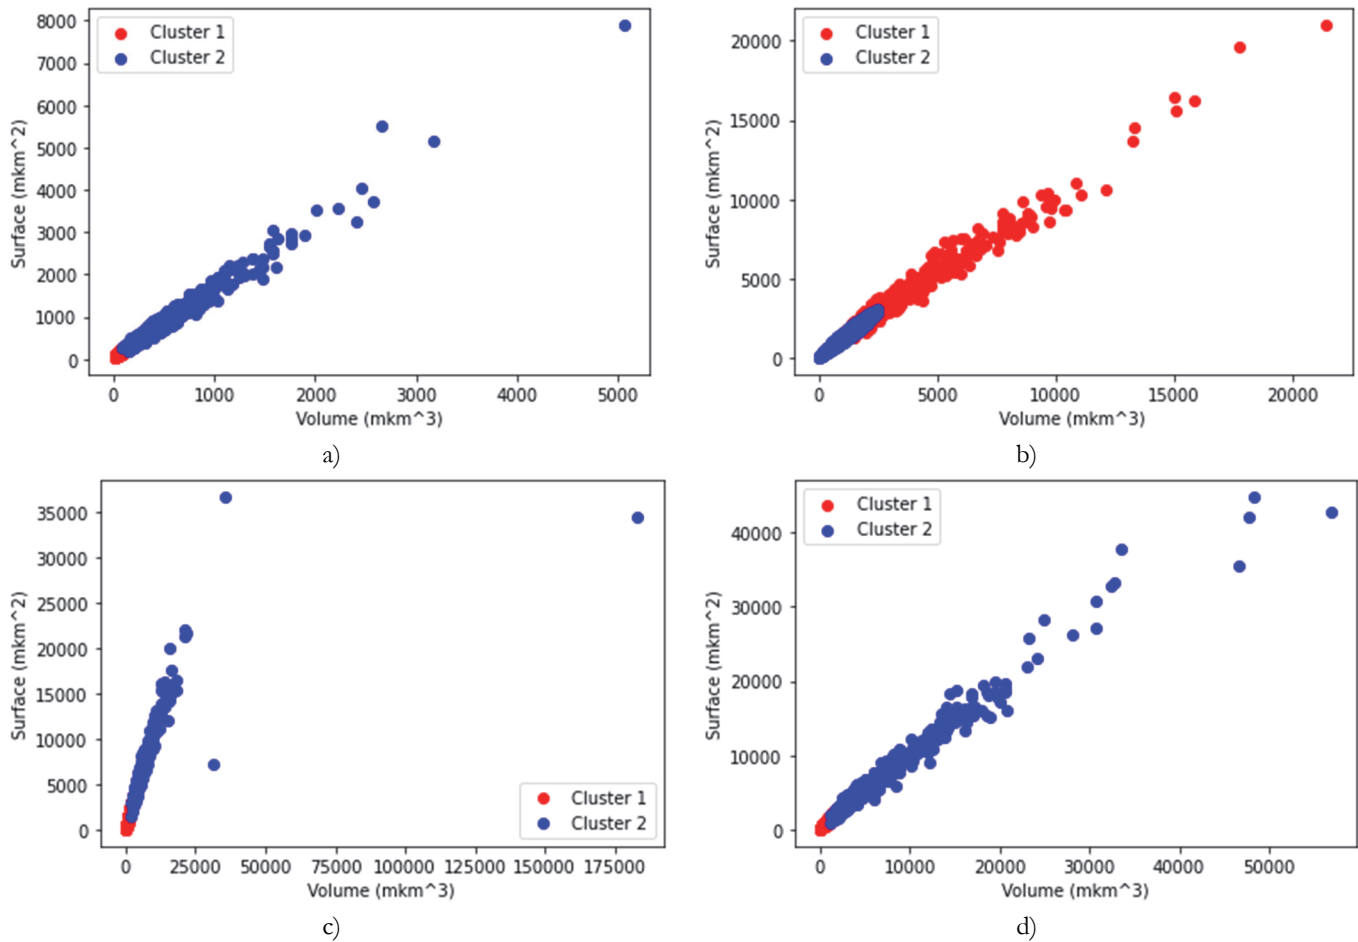 Cluster 1
Cluster 2
8000
7000
6000
5000
4000
3000
2000
1000
0
Surface (mkm^2)
0 1000 2000 3000 4000 5000
Volume (mkm^3)
a)
Cluster 1
Cluster 2
20000
15000
10000
5000
0
Surface (mkm^2)
0 5000 10000 15000 20000
Volume (mkm^3)
b)
35000
30000
25000
20000
15000
10000
5000
0
Surface (mkm^2)
Cluster 1
Cluster 2
0 25000 50000 75000 100000 125000 150000 175000
Volume (mkm^3)
c)
Cluster 1
Cluster 2
40000
30000
20000
10000
0
Surface (mkm^2)
0 10000 20000 30000 40000 50000
Volume (mkm^3)
d)